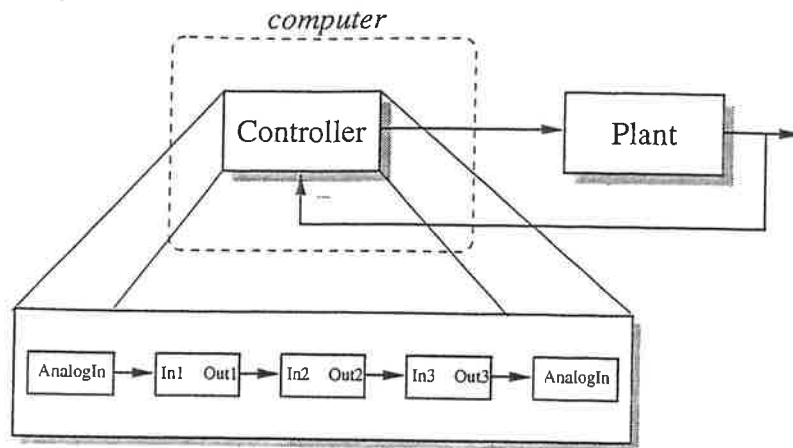 computer
Controller
Plant
–
AnalogIn
In1 Out1
In2 Out2
In3 Out3
AnalogIn